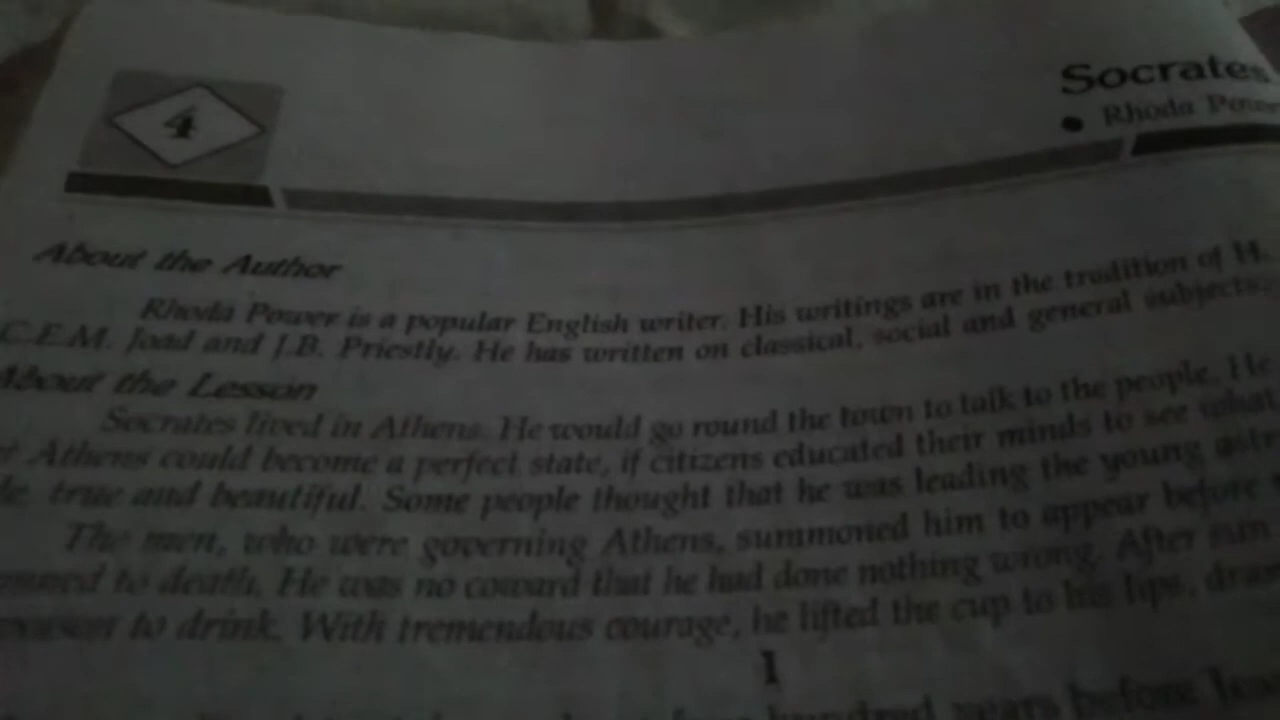 4
Socrates
• Rhoda Power
About the Author
Rhoda Power is a popular English writer. His writings are in the tradition of H.
C.E.M. Joad and J.B. Priestly. He has written on classical, social and general subjects.
About the Lesson
Socrates lived in Athens. He would go round the town to talk to the people. He
Athens could become a perfect state, if citizens educated their minds to see what
true and beautiful. Some people thought that he was leading the young
The men, who were governing Athens, summoned him to appear before
to death. He was no coward that he had done nothing wrong. After
poison to drink. With tremendous courage, he lifted the cup to his lips,
1
hundred years before